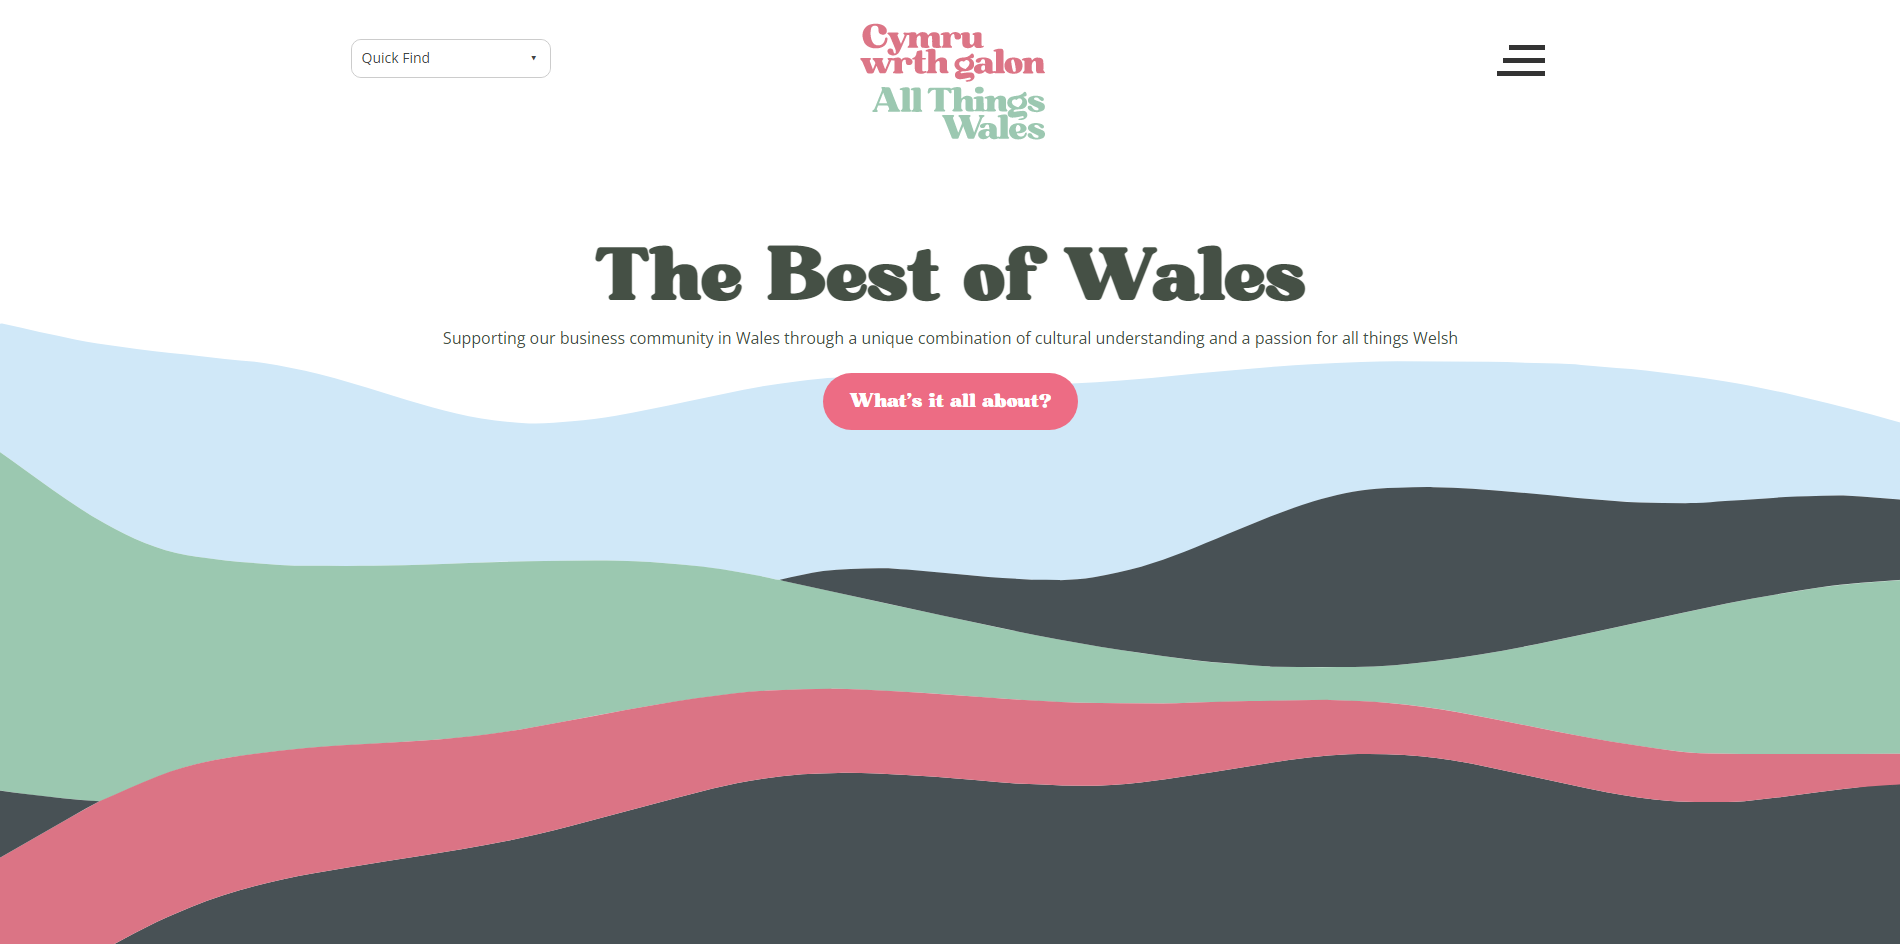 Quick Find
Cymru
wrth galon
All Things
Wales
The Best of Wales
Supporting our business community in Wales through a unique combination of cultural understanding and a passion for all things Welsh
What's it all about?